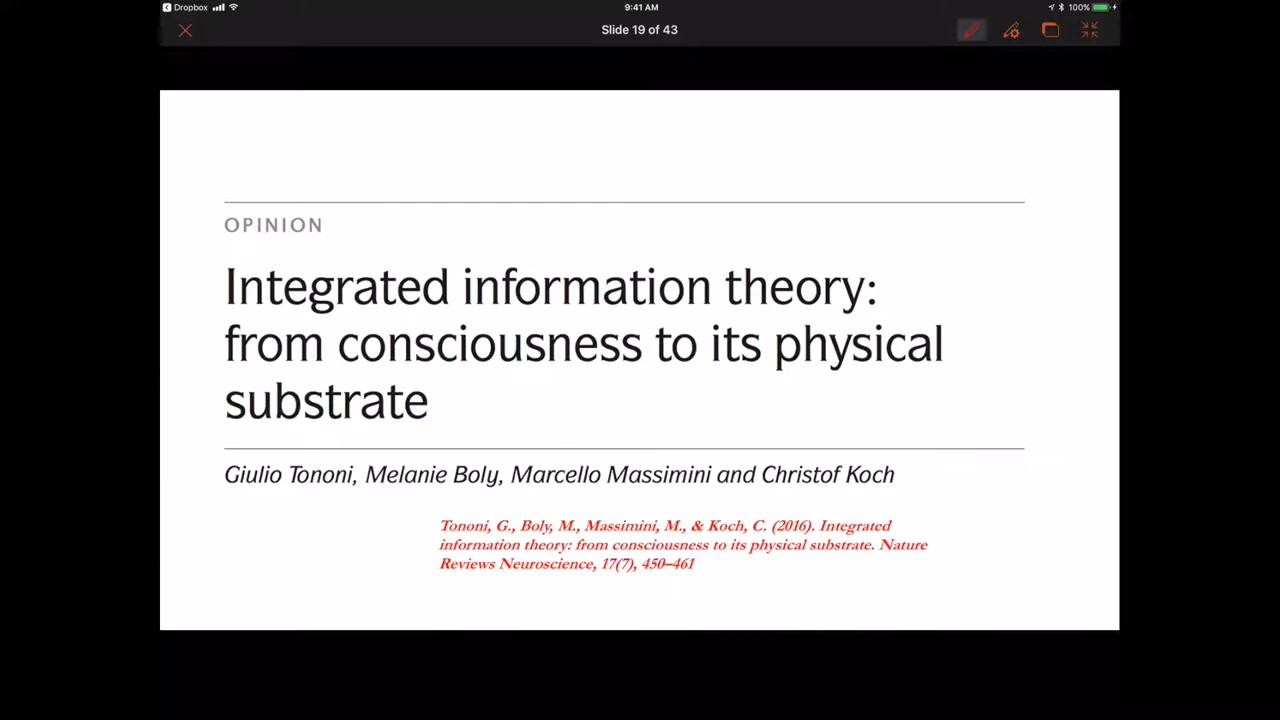 Dropbox
9:41 AM
100%
Slide 19 of 43
OPINION
Integrated information theory:
from consciousness to its physical
substrate
Giulio Tononi, Melanie Boly, Marcello Massimini and Christof Koch
Tononi, G., Boly, M., Massimini, M., & Koch, C. (2016). Integrated
information theory: from consciousness to its physical substrate. Nature
Reviews Neuroscience, 17(7), 450–461